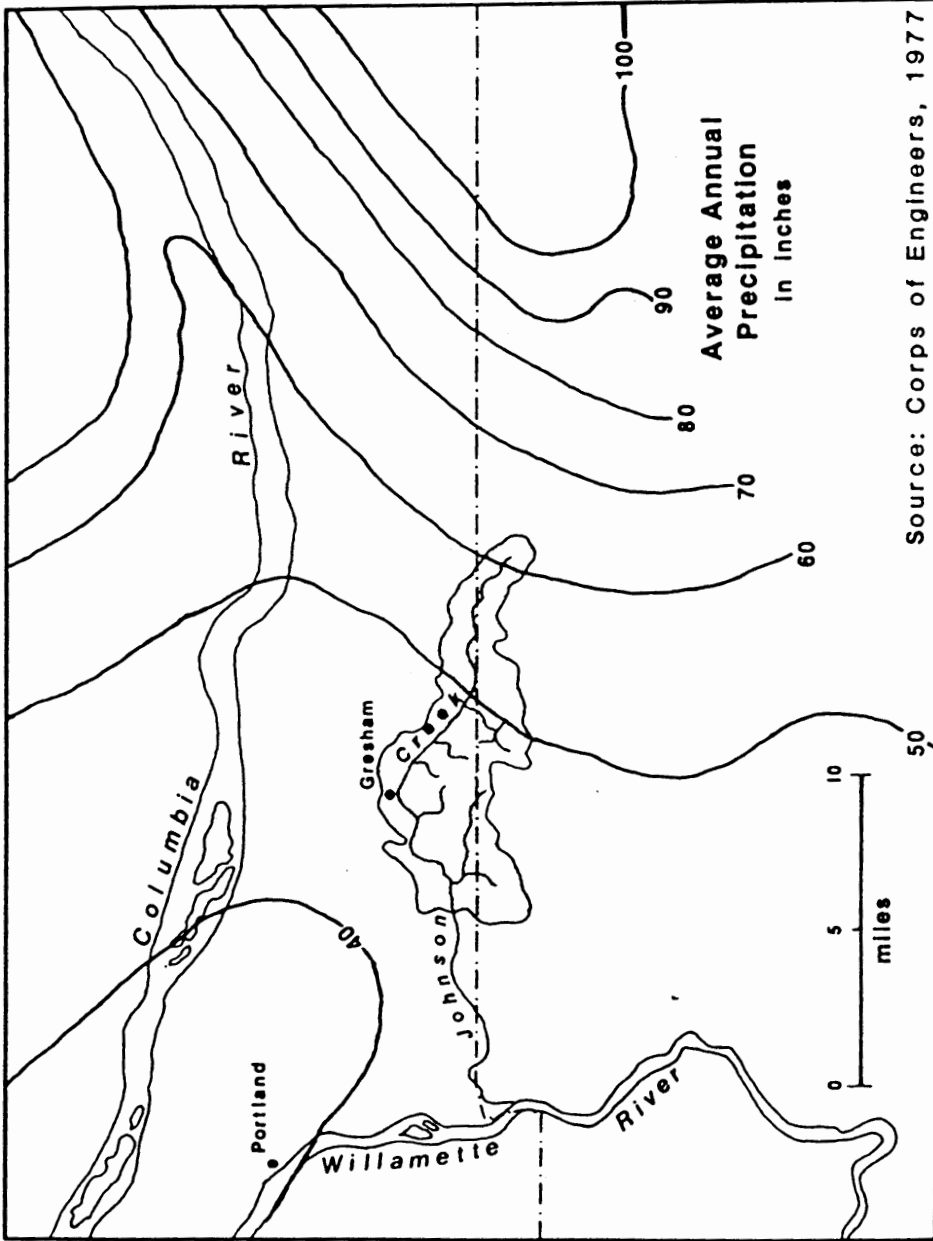 Columbia
River
Portland
Willamette
River
Gresham
Johnson
Creek
40
50
60
70
80
90
100
Average Annual
Precipitation
in inches
0 5 10
miles
Source: Corps of Engineers, 1977